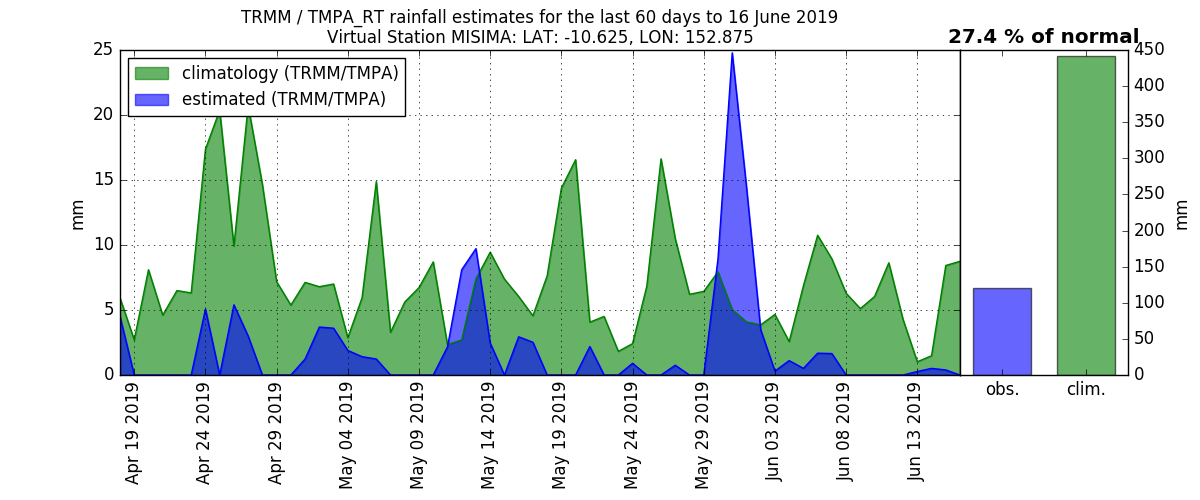 TRMM / TMPA_RT rainfall estimates for the last 60 days to 16 June 2019
Virtual Station MISIMA: LAT: -10.625, LON: 152.875
27.4 % of normal
climatology (TRMM/TMPA)
estimated (TRMM/TMPA)
25
20
15
10
5
0
mm
Apr 19 2019
Apr 24 2019
Apr 29 2019
May 04 2019
May 09 2019
May 14 2019
May 19 2019
May 24 2019
May 29 2019
Jun 03 2019
Jun 08 2019
Jun 13 2019
obs.
clim.
450
400
350
300
250
200
150
100
50
0
mm